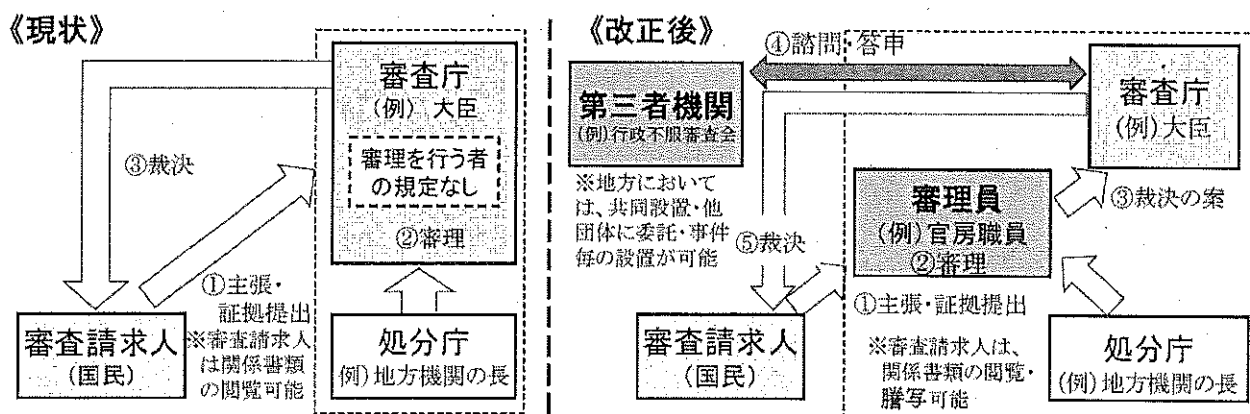 《現状》
審査庁
(例) 大臣
審理を行う者
の規定なし
②審理
③裁決
①主張・
証拠提出
※審査請求人
は関係書類
の閲覧可能
審査請求人
(国民)
処分庁
(例)地方機関の長
《改正後》
④諮問・答申
第三者機関
(例)行政不服審査会
※地方において
は、共同設置・他
団体に委託・事件
毎の設置が可能
審査庁
(例)大臣
審理員
(例)官房職員
②審理
③裁決の案
⑤裁決
①主張・証拠提出
※審査請求人は、
関係書類の閲覧・
謄写可能
審査請求人
(国民)
処分庁
(例)地方機関の長